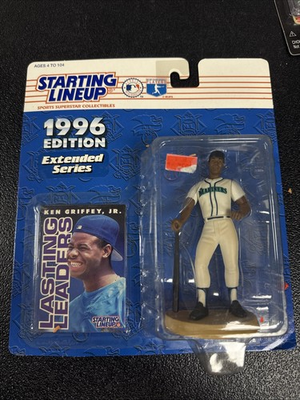 AGES 4 TO 104
STARTING
LINEUP
SPORTS SUPERSTAR COLLECTIBLES
1996
EDITION
Extended
Series
KEN GRIFFEY, JR.
LASTING
LEADERS
STARTING
LINEUP
MARINERS